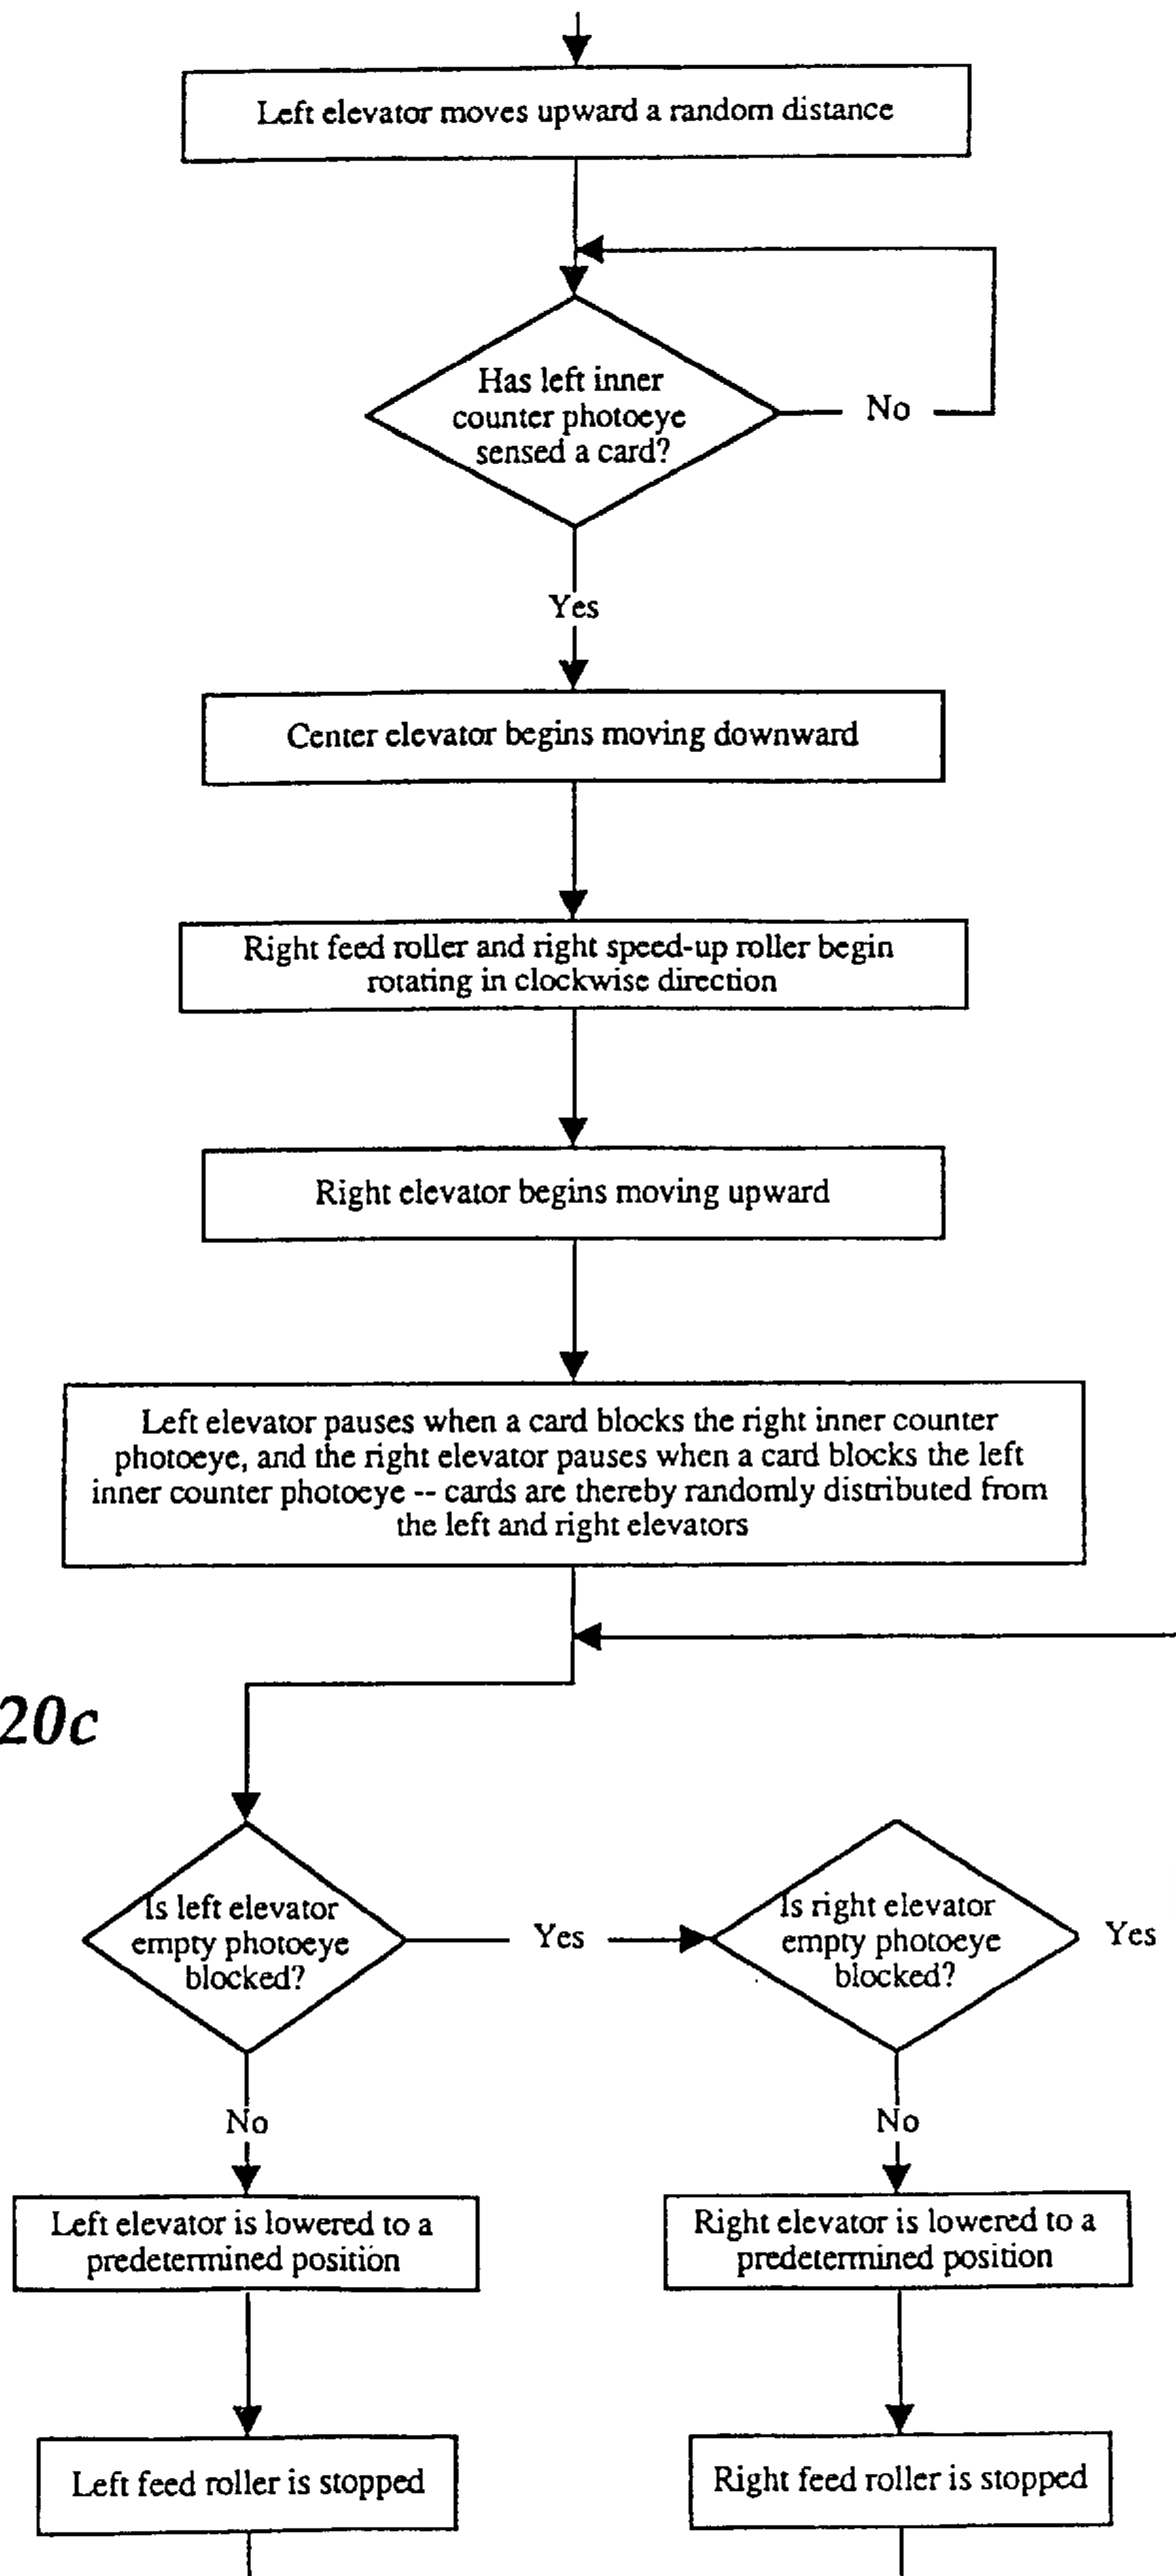 Left elevator moves upward a random distance
Has left inner
counter photoeye
sensed a card?
No
Yes
Center elevator begins moving downward
Right feed roller and right speed-up roller begin
rotating in clockwise direction
Right elevator begins moving upward
Left elevator pauses when a card blocks the right inner counter
photoeye, and the right elevator pauses when a card blocks the left
inner counter photoeye -- cards are thereby randomly distributed from
the left and right elevators
20c
Is left elevator
empty photoeye
blocked?
Yes
Is right elevator
empty photoeye
blocked?
Yes
No
No
Left elevator is lowered to a
predetermined position
Right elevator is lowered to a
predetermined position
Left feed roller is stopped
Right feed roller is stopped